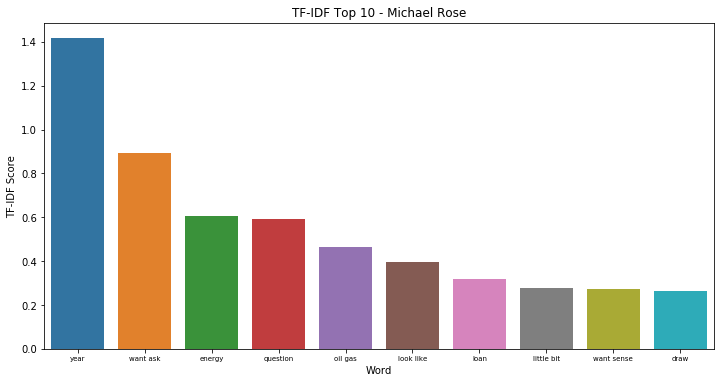 TF-IDF Top 10 - Michael Rose
TF-IDF Score
1.4
1.2
1.0
0.8
0.6
0.4
0.2
0.0
year want ask energy question oil gas look like loan little bit want sense draw
Word